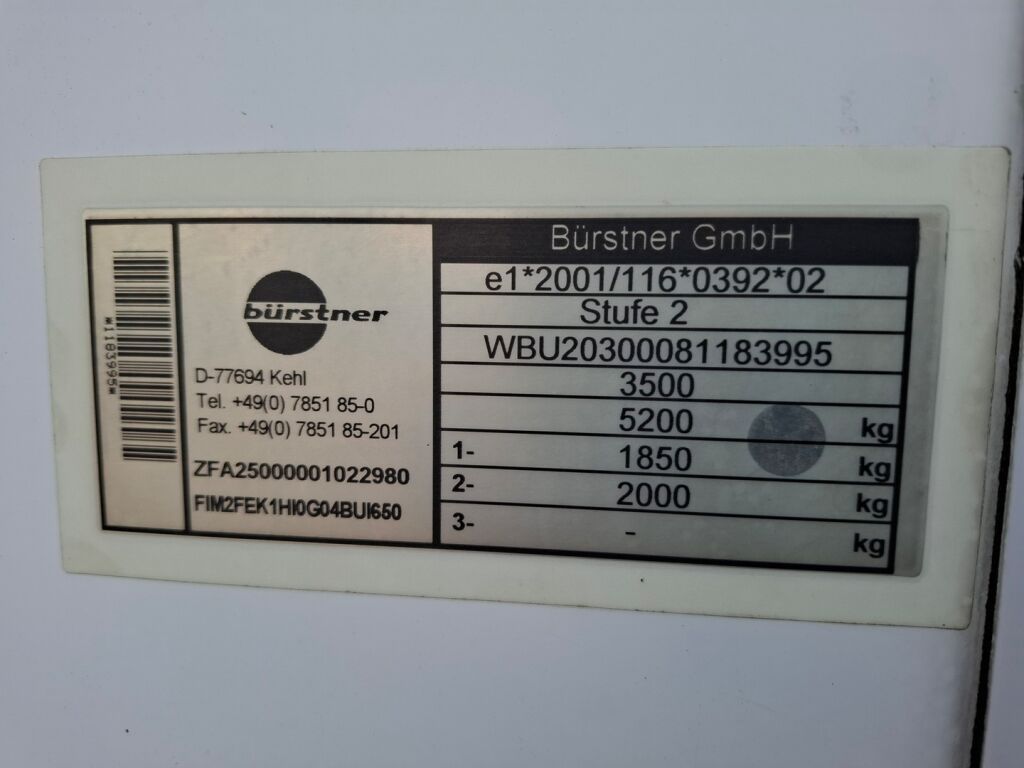 *1183995*
bürstner
D-77694 Kehl
Tel. +49(0) 7851 85-0
Fax. +49(0) 7851 85-201
ZFA25000001022980
FIM2FEK1HI0G04BUI650
Bürstner GmbH
e1*2001/116*0392*02
Stufe 2
WBU20300081183995
3500
5200 kg
1- 1850 kg
2- 2000 kg
3- - kg